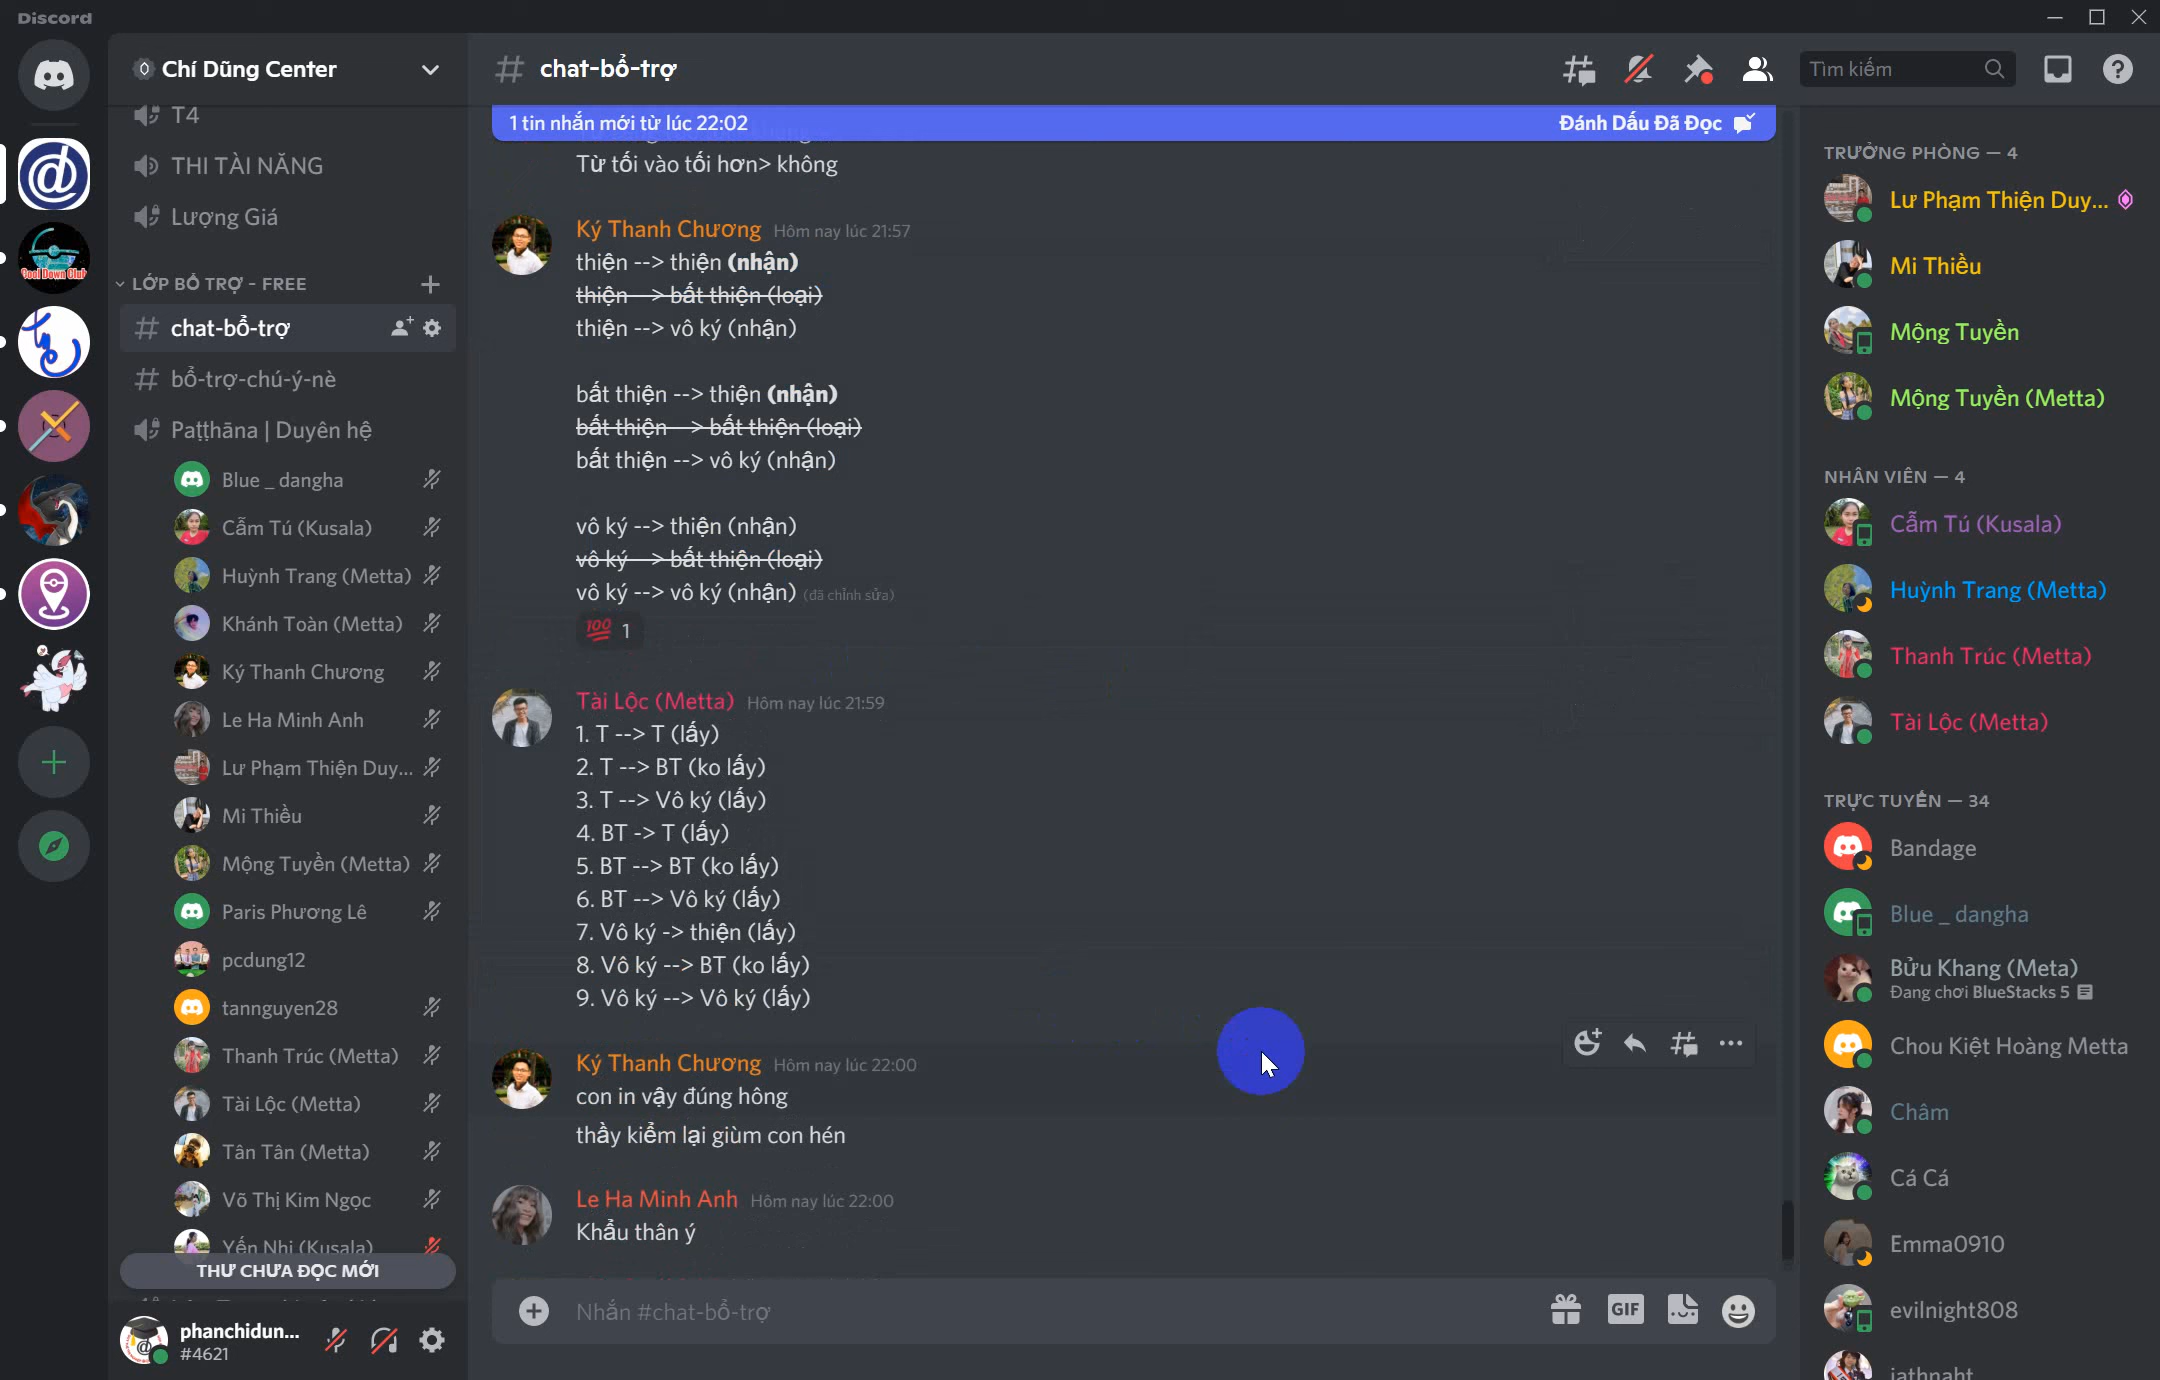 Discord
Chí Dũng Center
T4
THI TÀI NĂNG
Lượng Giá
LỚP BỔ TRỢ - FREE
chat-bổ-trợ
bổ-trợ-chú-ý-nè
Paṭṭhāna | Duyên hệ
Blue _ dangha
Cẩm Tú (Kusala)
Huỳnh Trang (Metta)
Khánh Toàn (Metta)
Ký Thanh Chương
Le Ha Minh Anh
Lư Phạm Thiện Duy...
Mi Thiều
Mộng Tuyền (Metta)
Paris Phương Lê
pcdung12
tannguyen28
Thanh Trúc (Metta)
Tài Lộc (Metta)
Tân Tân (Metta)
Võ Thị Kim Ngọc
Yến Nhi (Kusala)
THƯ CHƯA ĐỌC MỚI
phanchidun...
#4621
# chat-bổ-trợ
Tìm kiếm
1 tin nhắn mới từ lúc 22:02
Đánh Dấu Đã Đọc
Từ tối vào tối hơn> không
Ký Thanh Chương Hôm nay lúc 21:57
thiện --> thiện (nhận)
thiện --> bất thiện (loại)
thiện --> vô ký (nhận)
bất thiện --> thiện (nhận)
bất thiện --> bất thiện (loại)
bất thiện --> vô ký (nhận)
vô ký --> thiện (nhận)
vô ký --> bất thiện (loại)
vô ký --> vô ký (nhận) (đã chỉnh sửa)
100 1
Tài Lộc (Metta) Hôm nay lúc 21:59
1. T --> T (lấy)
2. T --> BT (ko lấy)
3. T --> Vô ký (lấy)
4. BT -> T (lấy)
5. BT --> BT (ko lấy)
6. BT --> Vô ký (lấy)
7. Vô ký -> thiện (lấy)
8. Vô ký --> BT (ko lấy)
9. Vô ký --> Vô ký (lấy)
Ký Thanh Chương Hôm nay lúc 22:00
con in vậy đúng hông
thầy kiểm lại giùm con hén
Le Ha Minh Anh Hôm nay lúc 22:00
Khẩu thân ý
Nhắn #chat-bổ-trợ
GIF
TRƯỞNG PHÒNG — 4
Lư Phạm Thiện Duy...
Mi Thiều
Mộng Tuyền
Mộng Tuyền (Metta)
NHÂN VIÊN — 4
Cẩm Tú (Kusala)
Huỳnh Trang (Metta)
Thanh Trúc (Metta)
Tài Lộc (Metta)
TRỰC TUYẾN — 34
Bandage
Blue _ dangha
Bửu Khang (Meta)
Đang chơi BlueStacks 5
Chou Kiệt Hoàng Metta
Châm
Cá Cá
Emma0910
evilnight808